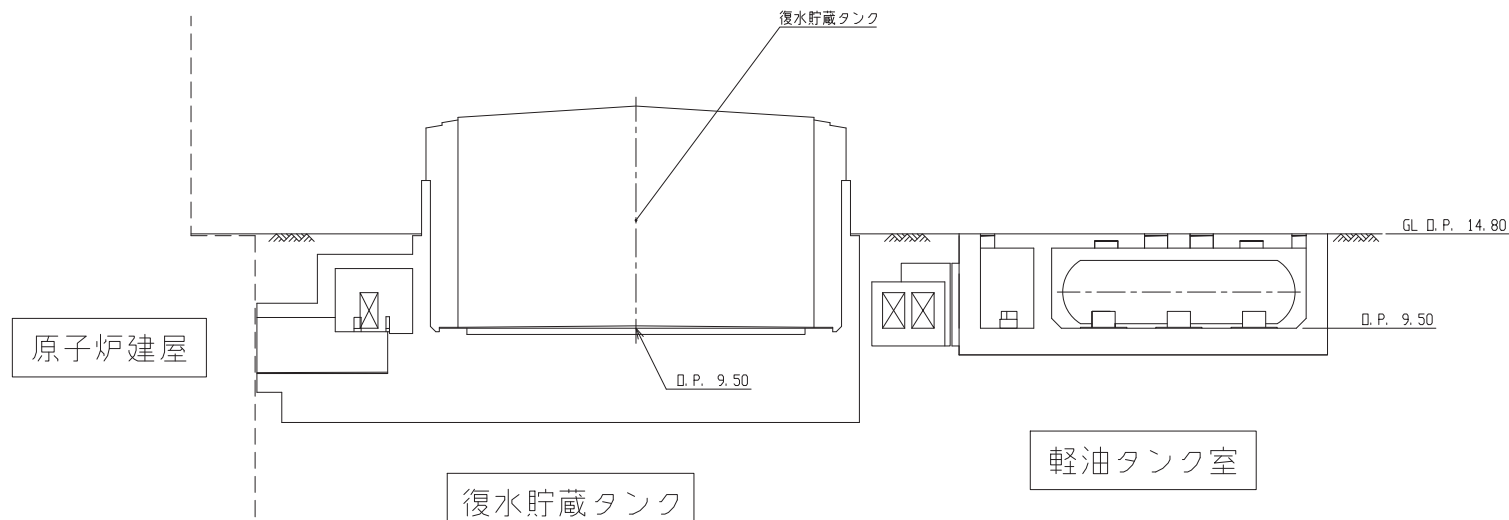 復水貯蔵タンク
GL O.P. 14.80
O.P. 9.50
原子炉建屋
O.P. 9.50
軽油タンク室
復水貯蔵タンク